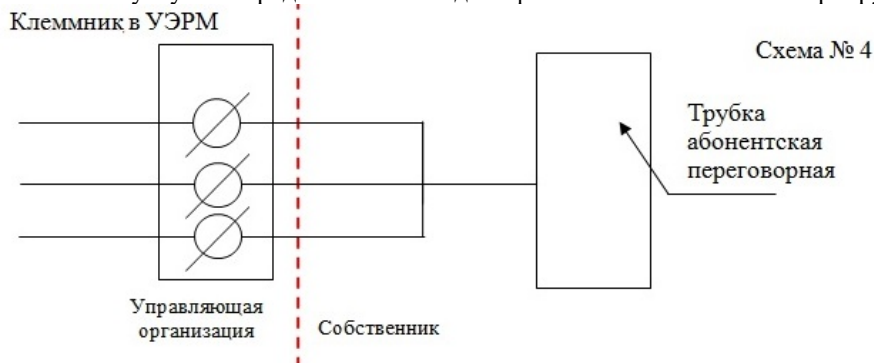 Клеммник в УЭРМ
Схема № 4
Трубка
абонентская
переговорная
Управляющая
организация
Собственник